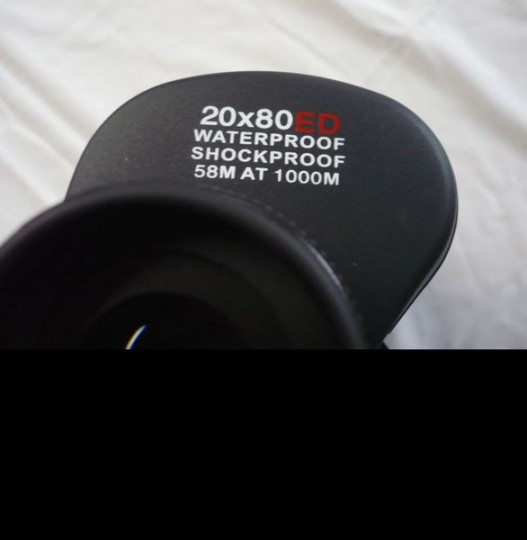 20x80ED
WATERPROOF
SHOCKPROOF
58M AT 1000M